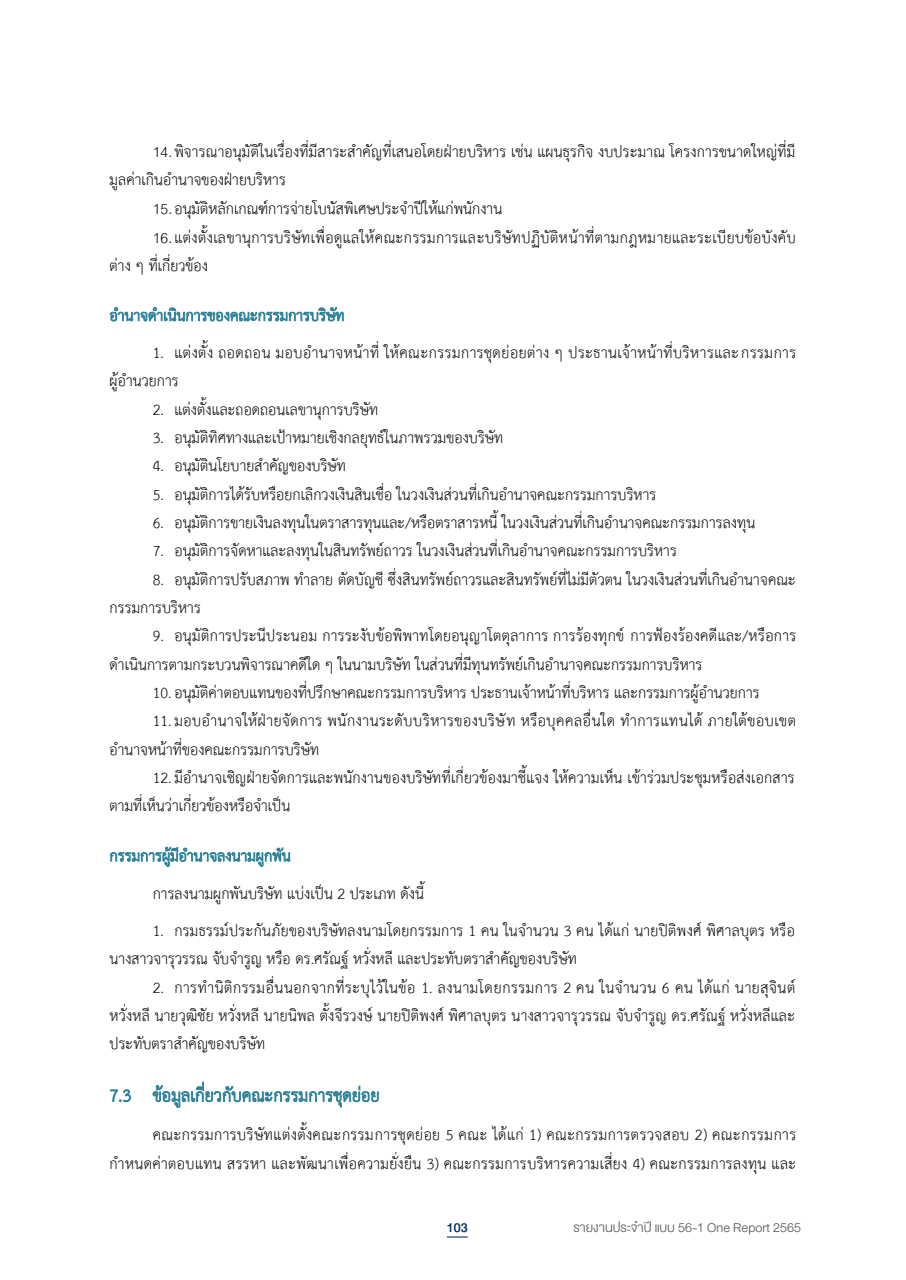 14. พิจารณาอนุมัติในเรื่องที่มีสาระสำคัญที่เสนอโดยฝ่ายบริหาร เช่น แผนธุรกิจ งบประมาณ โครงการขนาดใหญ่ที่มี
มูลค่าเกินอำนาจของฝ่ายบริหาร
15. อนุมัติหลักเกณฑ์การจ่ายโบนัสพิเศษประจำปีให้แก่พนักงาน
16. แต่งตั้งเลขานุการบริษัทเพื่อดูแลให้คณะกรรมการและบริษัทปฏิบัติหน้าที่ตามกฎหมายและระเบียบข้อบังคับ
ต่าง ๆ ที่เกี่ยวข้อง
อำนาจดำเนินการของคณะกรรมการบริษัท
1. แต่งตั้ง ถอดถอน มอบอำนาจหน้าที่ ให้คณะกรรมการชุดย่อยต่าง ๆ ประธานเจ้าหน้าที่บริหารและกรรมการ
ผู้อำนวยการ
2. แต่งตั้งและถอดถอนเลขานุการบริษัท
3. อนุมัติทิศทางและเป้าหมายเชิงกลยุทธ์ในภาพรวมของบริษัท
4. อนุมัตินโยบายสำคัญของบริษัท
5. อนุมัติการได้รับหรือยกเลิกวงเงินสินเชื่อ ในวงเงินส่วนที่เกินอำนาจคณะกรรมการบริหาร
6. อนุมัติการขายเงินลงทุนในตราสารทุนและ/หรือตราสารหนี้ ในวงเงินส่วนที่เกินอำนาจคณะกรรมการลงทุน
7. อนุมัติการจัดหาและลงทุนในสินทรัพย์ถาวร ในวงเงินส่วนที่เกินอำนาจคณะกรรมการบริหาร
8. อนุมัติการปรับสภาพ ทำลาย ตัดบัญชี ซึ่งสินทรัพย์ถาวรและสินทรัพย์ที่ไม่มีตัวตน ในวงเงินส่วนที่เกินอำนาจคณะ
กรรมการบริหาร
9. อนุมัติการประนีประนอม การระงับข้อพิพาทโดยอนุญาโตตุลาการ การร้องทุกข์ การฟ้องร้องคดีและ/หรือการ
ดำเนินการตามกระบวนพิจารณาคดีใด ๆ ในนามบริษัท ในส่วนที่มีทุนทรัพย์เกินอำนาจคณะกรรมการบริหาร
10. อนุมัติค่าตอบแทนของที่ปรึกษาคณะกรรมการบริหาร ประธานเจ้าหน้าที่บริหาร และกรรมการผู้อำนวยการ
11. มอบอำนาจให้ฝ่ายจัดการ พนักงานระดับบริหารของบริษัท หรือบุคคลอื่นใด ทำการแทนได้ ภายใต้ขอบเขต
อำนาจหน้าที่ของคณะกรรมการบริษัท
12. มีอำนาจเชิญฝ่ายจัดการและพนักงานของบริษัทที่เกี่ยวข้องมาชี้แจง ให้ความเห็น เข้าร่วมประชุมหรือส่งเอกสาร
ตามที่เห็นว่าเกี่ยวข้องหรือจำเป็น
กรรมการผู้มีอำนาจลงนามผูกพัน
การลงนามผูกพันบริษัท แบ่งเป็น 2 ประเภท ดังนี้
1. กรมธรรม์ประกันภัยของบริษัทลงนามโดยกรรมการ 1 คน ในจำนวน 3 คน ได้แก่ นายปิติพงศ์ พิศาลบุตร หรือ
นางสาวจารุวรรณ จับจำรูญ หรือ ดร.ศรัณฐ์ หวั่งหลี และประทับตราสำคัญของบริษัท
2. การทำนิติกรรมอื่นนอกจากที่ระบุไว้ในข้อ 1. ลงนามโดยกรรมการ 2 คน ในจำนวน 6 คน ได้แก่ นายสุจินต์
หวั่งหลี นายวุฒิชัย หวั่งหลี นายนิพล ตั้งจีรวงษ์ นายปิติพงศ์ พิศาลบุตร นางสาวจารุวรรณ จับจำรูญ ดร.ศรัณฐ์ หวั่งหลีและ
ประทับตราสำคัญของบริษัท
7.3 ข้อมูลเกี่ยวกับคณะกรรมการชุดย่อย
คณะกรรมการบริษัทแต่งตั้งคณะกรรมการชุดย่อย 5 คณะ ได้แก่ 1) คณะกรรมการตรวจสอบ 2) คณะกรรมการ
กำหนดค่าตอบแทน สรรหา และพัฒนาเพื่อความยั่งยืน 3) คณะกรรมการบริหารความเสี่ยง 4) คณะกรรมการลงทุน และ
103 รายงานประจำปี แบบ 56-1 One Report 2565